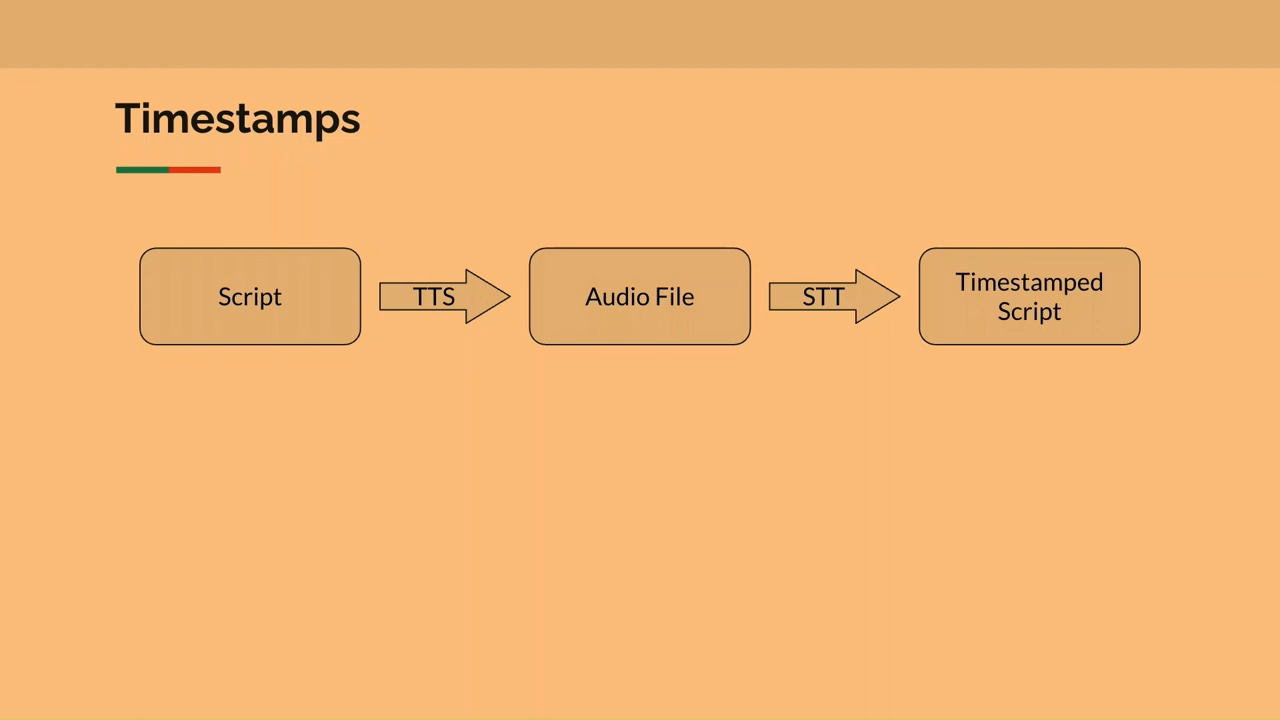 Timestamps
Script
TTS
Audio File
STT
Timestamped
Script